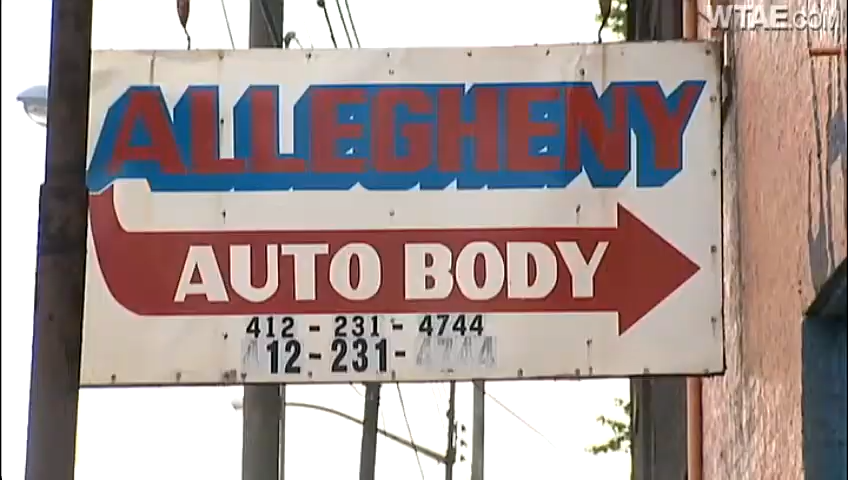 WTAE.COM
ALLEGHENY
AUTO BODY
412 - 231 - 4744
412-231-4744